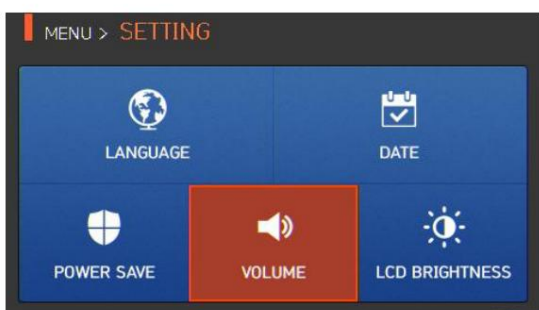 MENU > SETTING
LANGUAGE
DATE
POWER SAVE
VOLUME
LCD BRIGHTNESS